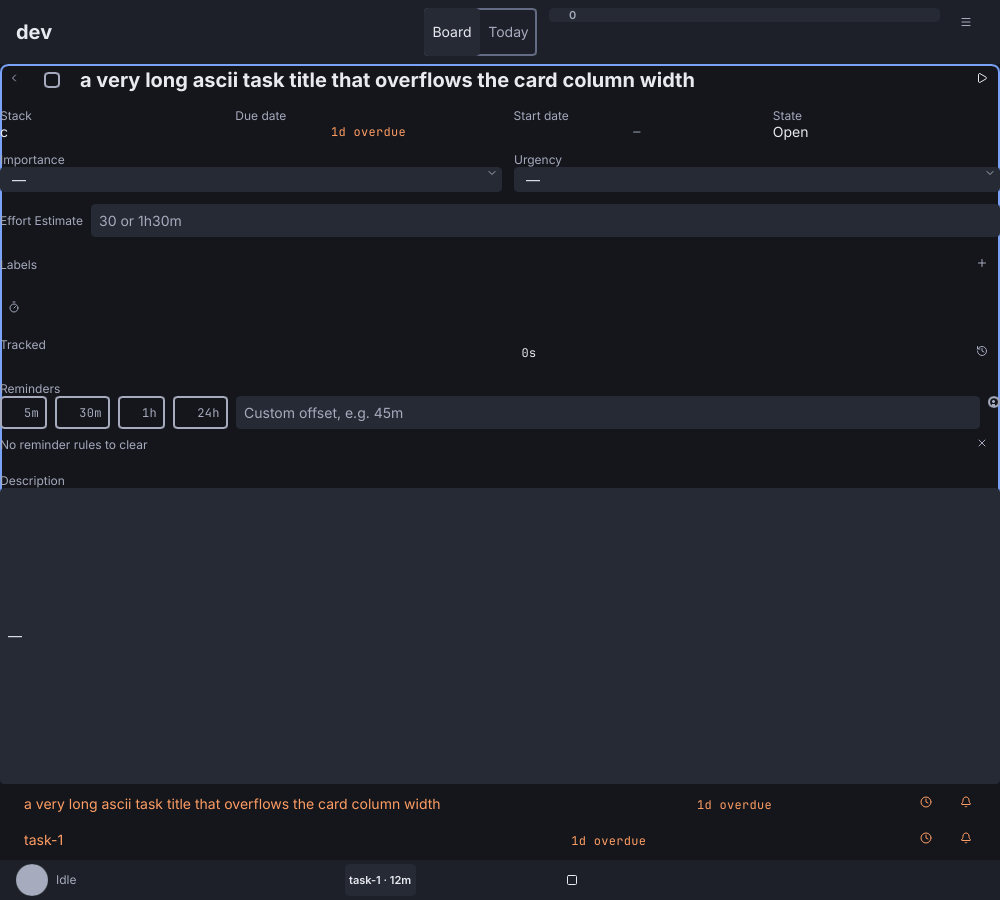 dev
Board Today
0
a very long ascii task title that overflows the card column width
Stack Due date Start date State
c 1d overdue – Open
Importance Urgency
— —
Effort Estimate 30 or 1h30m
Labels
Tracked
0s
Reminders
5m 30m 1h 24h Custom offset, e.g. 45m
No reminder rules to clear
Description
—
a very long ascii task title that overflows the card column width 1d overdue
task-1 1d overdue
Idle task-1 · 12m